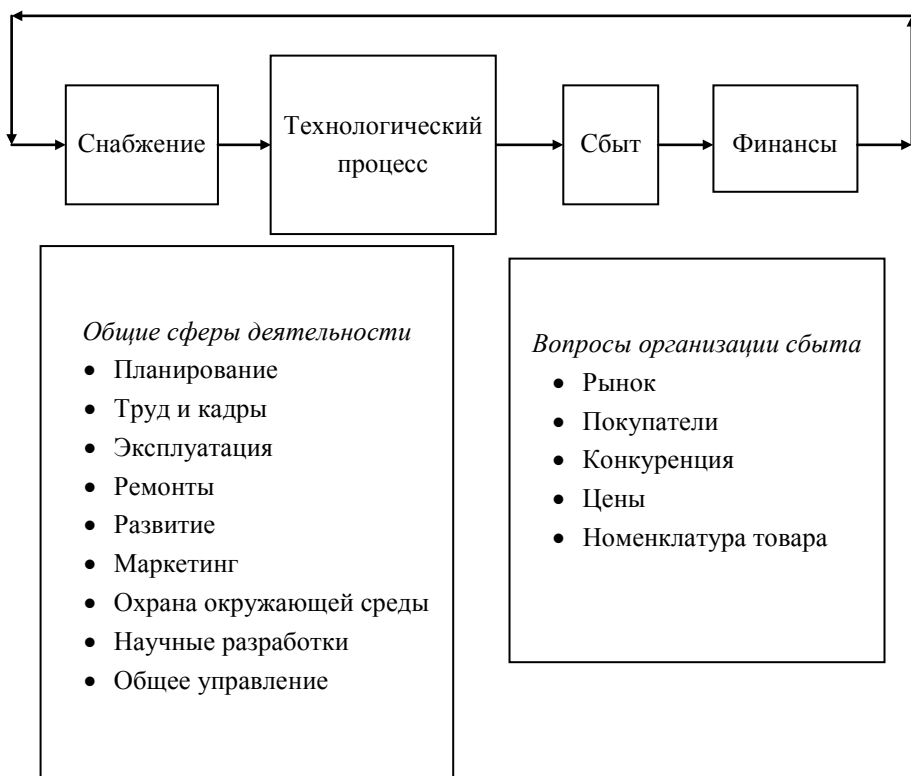 Снабжение
Технологический
процесс
Сбыт
Финансы
Общие сферы деятельности
• Планирование
• Труд и кадры
• Эксплуатация
• Ремонты
• Развитие
• Маркетинг
• Охрана окружающей среды
• Научные разработки
• Общее управление
Вопросы организации сбыта
• Рынок
• Покупатели
• Конкуренция
• Цены
• Номенклатура товара